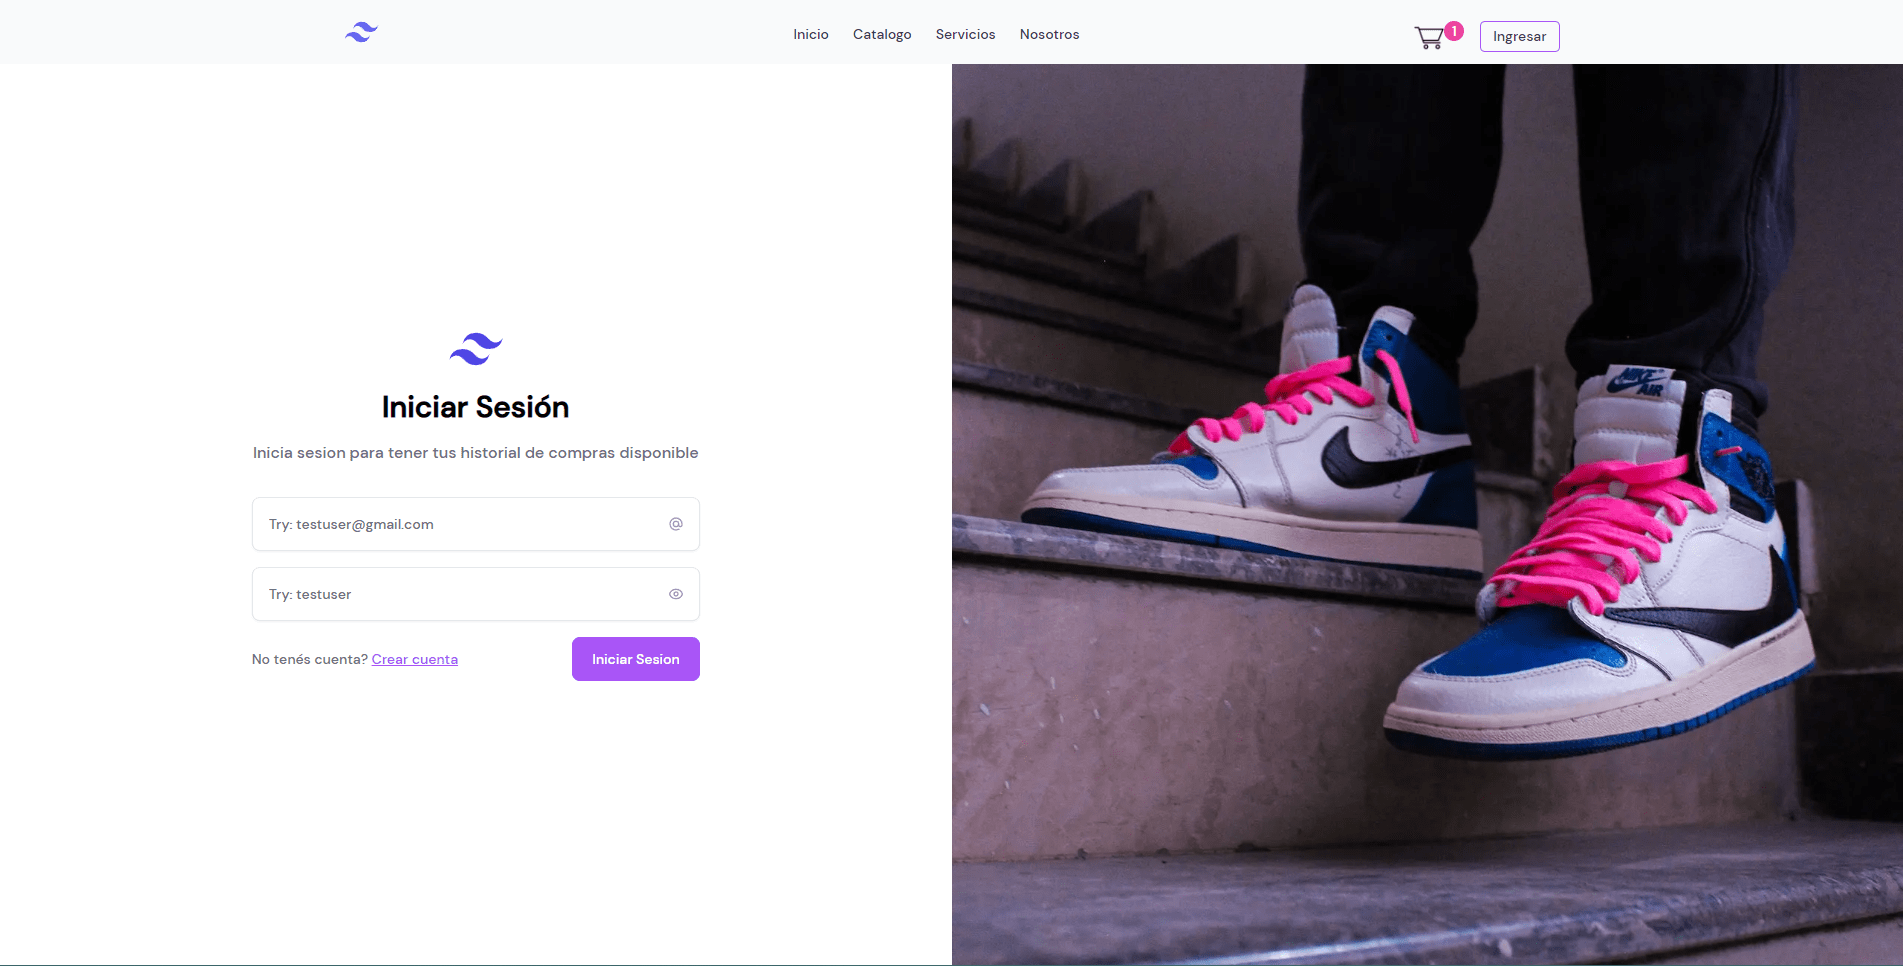 Inicio Catalogo Servicios Nosotros 1 Ingresar
Iniciar Sesión
Inicia sesion para tener tus historial de compras disponible
Try: testuser@gmail.com @
Try: testuser
No tenés cuenta? Crear cuenta Iniciar Sesion
NIKE
AIR